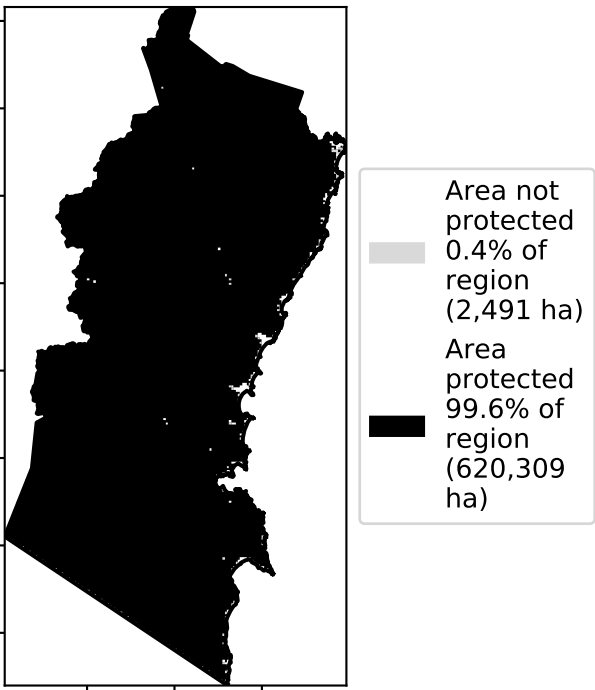 Area not
protected
0.4% of
region
(2,491 ha)
Area
protected
99.6% of
region
(620,309
ha)